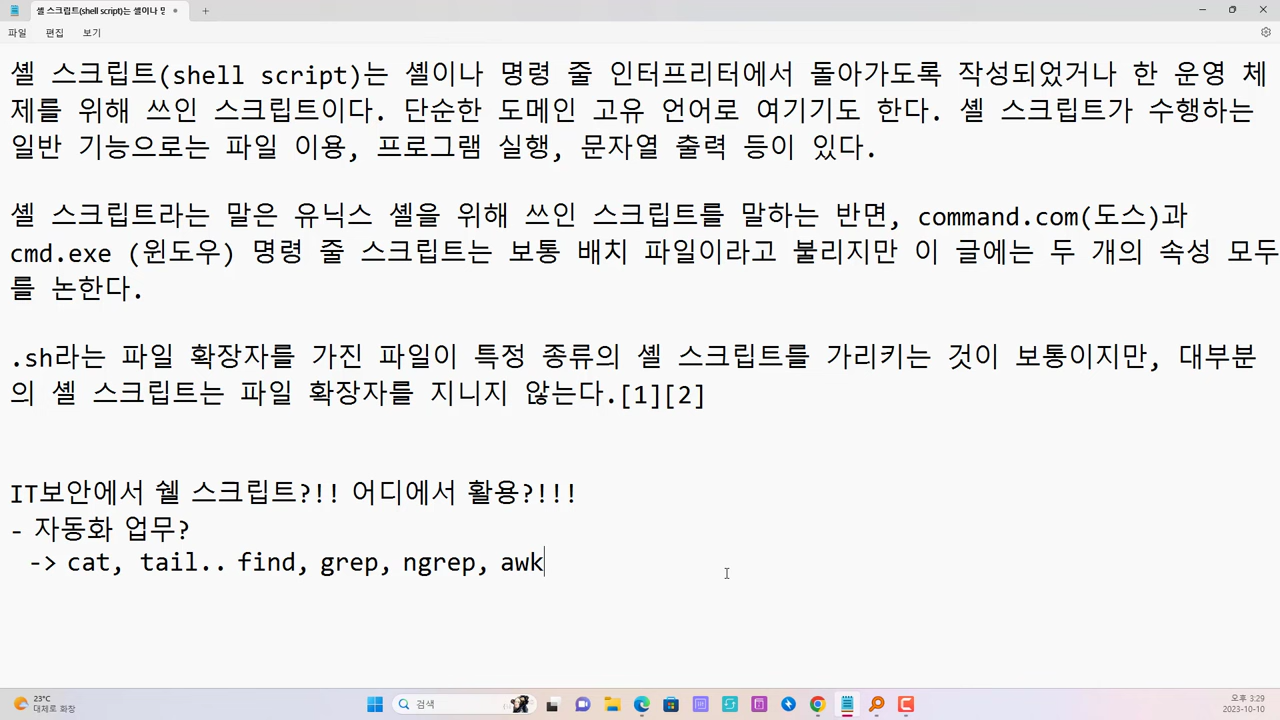 셸 스크립트(shell script)는 셸이나 명
파일 편집 보기
셸 스크립트(shell script)는 셸이나 명령 줄 인터프리터에서 돌아가도록 작성되었거나 한 운영 체
제를 위해 쓰인 스크립트이다. 단순한 도메인 고유 언어로 여기기도 한다. 셸 스크립트가 수행하는
일반 기능으로는 파일 이용, 프로그램 실행, 문자열 출력 등이 있다.
셸 스크립트라는 말은 유닉스 셸을 위해 쓰인 스크립트를 말하는 반면, command.com(도스)과
cmd.exe (윈도우) 명령 줄 스크립트는 보통 배치 파일이라고 불리지만 이 글에는 두 개의 속성 모두
를 논한다.
.sh라는 파일 확장자를 가진 파일이 특정 종류의 셸 스크립트를 가리키는 것이 보통이지만, 대부분
의 셸 스크립트는 파일 확장자를 지니지 않는다.[1][2]
IT보안에서 쉘 스크립트?!! 어디에서 활용?!!!
- 자동화 업무?
-> cat, tail.. find, grep, ngrep, awk
23°C
대체로 화창
검색
오후 3:29
2023-10-10